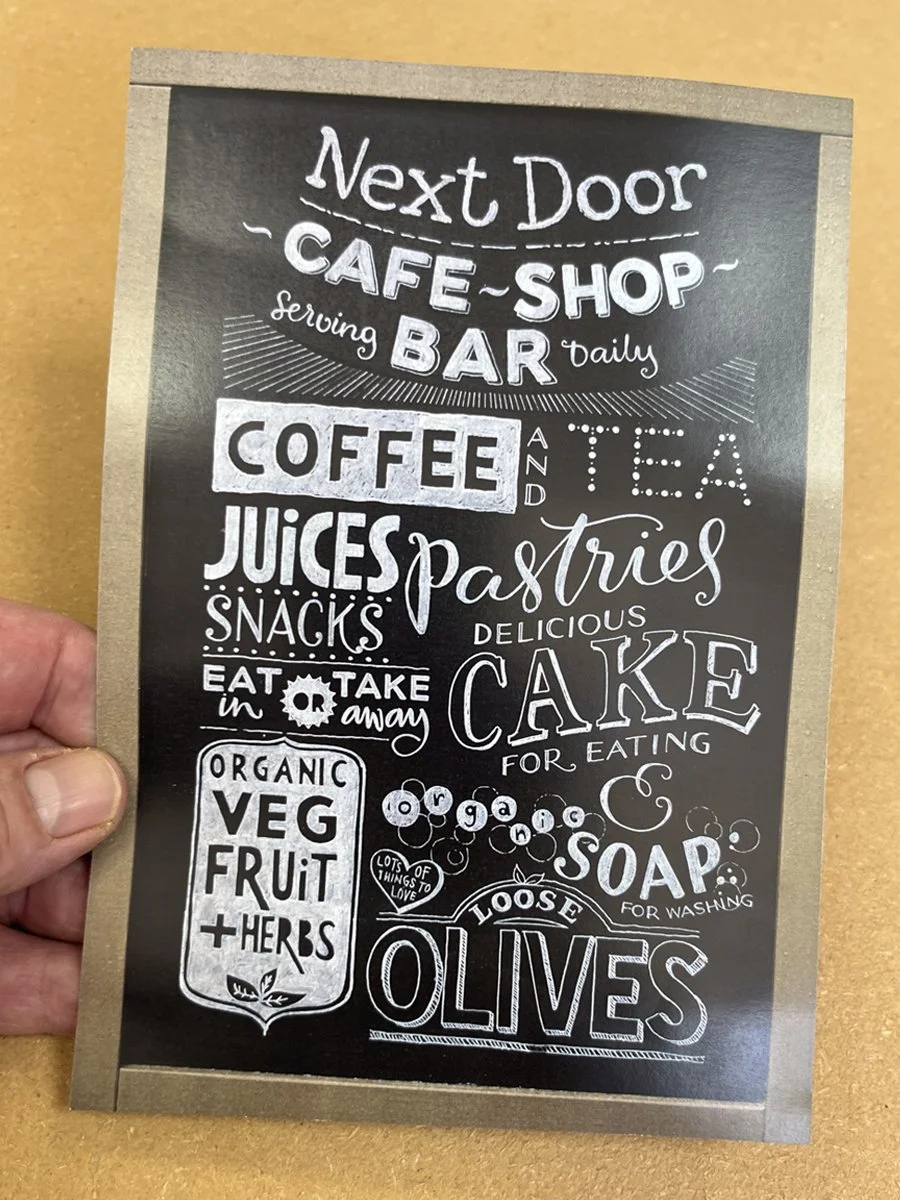 Next Door
~CAFE~SHOP~
serving BAR Daily
COFFEE AND TEA
JUiCES Pastries
SNACKS
DELICIOUS
CAKE
FOR EATING
EAT in OR TAKE away
&
organic
SOAP
FOR WASHING
ORGANIC
VEG
FRUiT
+HERBS
LOTS OF
THINGS TO
LOVE
LOOSE
OLIVES